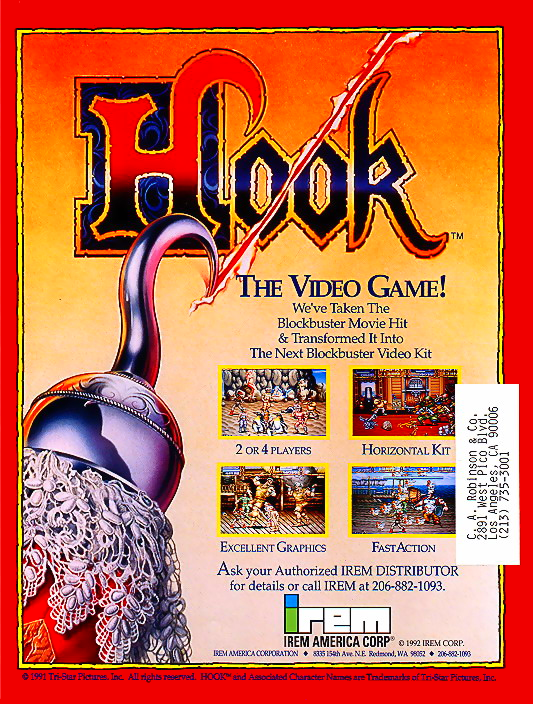 Hook
TM
THE VIDEO GAME!
We've Taken The
Blockbuster Movie Hit
& Transformed It Into
The Next Blockbuster Video Kit
2 OR 4 PLAYERS
HORIZONTAL KIT
EXCELLENT GRAPHICS
FAST ACTION
C. A. Robinson & Co.
2891 West Pico Blvd.
Los Angeles, CA 90006
(213) 735-3001
Ask your Authorized IREM DISTRIBUTOR
for details or call IREM at 206-882-1093.
irem
IREM AMERICA CORP® © 1992 IREM CORP.
IREM AMERICA CORPORATION ♦ 8335 154th Ave. N.E. Redmond, WA 98052 ♦ 206-882-1093
© 1991 Tri-Star Pictures, Inc. All rights reserved. HOOK™ and Associated Character Names are Trademarks of Tri-Star Pictures, Inc.